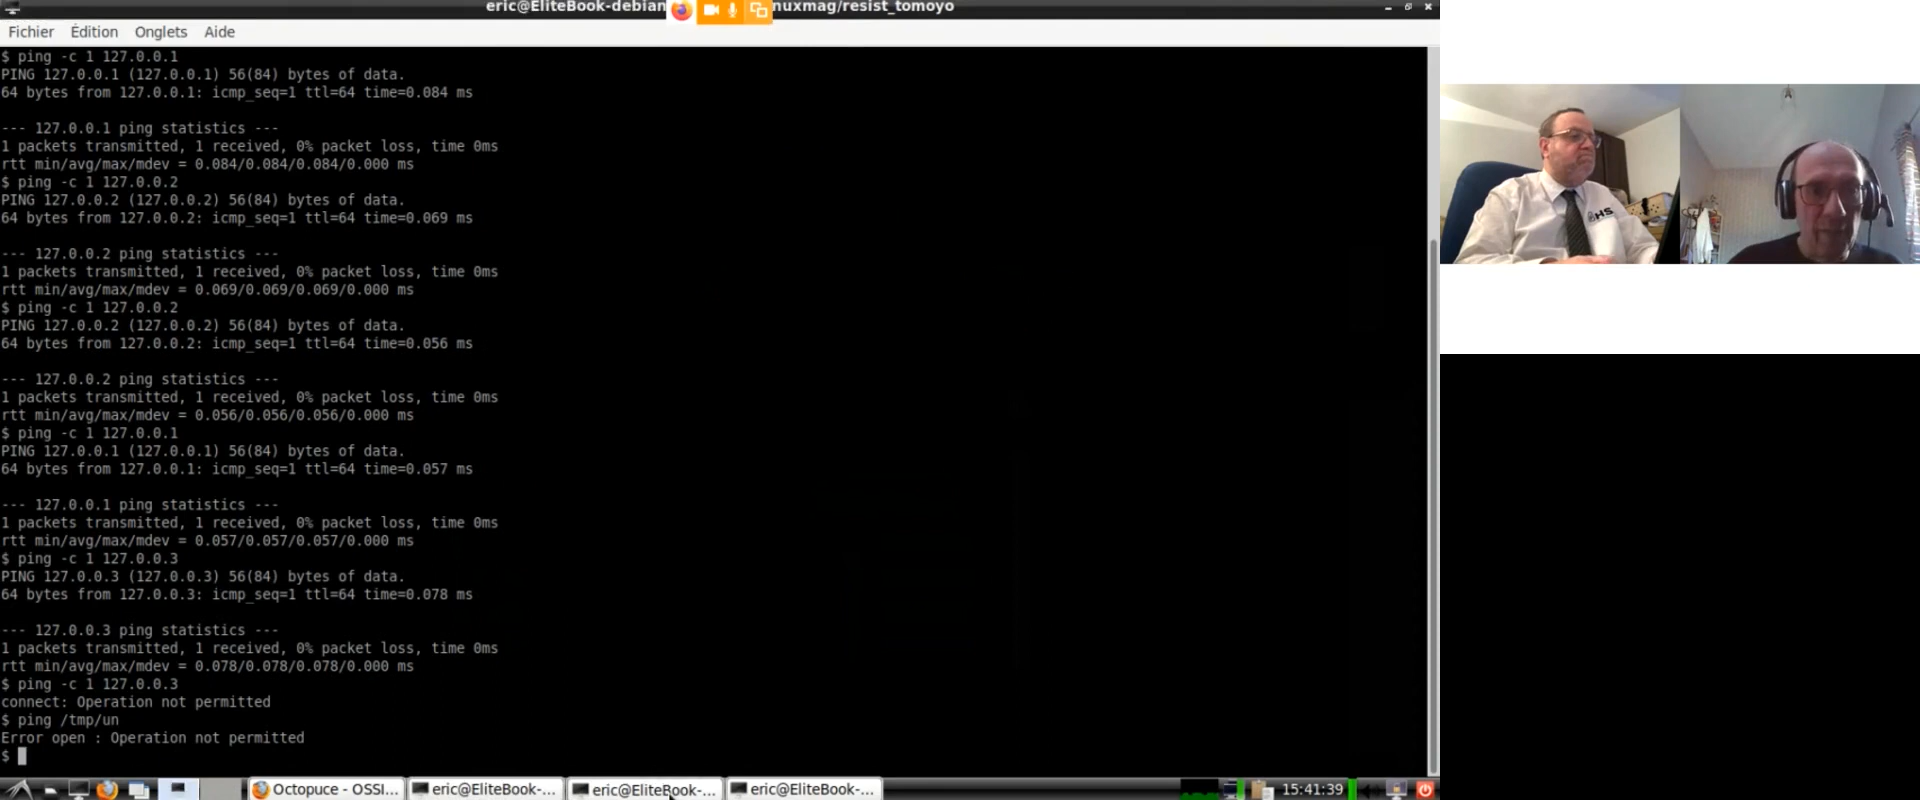 eric@EliteBook-debian nuxmag/resist_tomoyo
Fichier Édition Onglets Aide
$ ping -c 1 127.0.0.1
PING 127.0.0.1 (127.0.0.1) 56(84) bytes of data.
64 bytes from 127.0.0.1: icmp_seq=1 ttl=64 time=0.084 ms
--- 127.0.0.1 ping statistics ---
1 packets transmitted, 1 received, 0% packet loss, time 0ms
rtt min/avg/max/mdev = 0.084/0.084/0.084/0.000 ms
$ ping -c 1 127.0.0.2
PING 127.0.0.2 (127.0.0.2) 56(84) bytes of data.
64 bytes from 127.0.0.2: icmp_seq=1 ttl=64 time=0.069 ms
--- 127.0.0.2 ping statistics ---
1 packets transmitted, 1 received, 0% packet loss, time 0ms
rtt min/avg/max/mdev = 0.069/0.069/0.069/0.000 ms
$ ping -c 1 127.0.0.2
PING 127.0.0.2 (127.0.0.2) 56(84) bytes of data.
64 bytes from 127.0.0.2: icmp_seq=1 ttl=64 time=0.056 ms
--- 127.0.0.2 ping statistics ---
1 packets transmitted, 1 received, 0% packet loss, time 0ms
rtt min/avg/max/mdev = 0.056/0.056/0.056/0.000 ms
$ ping -c 1 127.0.0.1
PING 127.0.0.1 (127.0.0.1) 56(84) bytes of data.
64 bytes from 127.0.0.1: icmp_seq=1 ttl=64 time=0.057 ms
--- 127.0.0.1 ping statistics ---
1 packets transmitted, 1 received, 0% packet loss, time 0ms
rtt min/avg/max/mdev = 0.057/0.057/0.057/0.000 ms
$ ping -c 1 127.0.0.3
PING 127.0.0.3 (127.0.0.3) 56(84) bytes of data.
64 bytes from 127.0.0.3: icmp_seq=1 ttl=64 time=0.078 ms
--- 127.0.0.3 ping statistics ---
1 packets transmitted, 1 received, 0% packet loss, time 0ms
rtt min/avg/max/mdev = 0.078/0.078/0.078/0.000 ms
$ ping -c 1 127.0.0.3
connect: Operation not permitted
$ ping /tmp/un
Error open : Operation not permitted
$
Octopuce - OSSI... eric@EliteBook-... eric@EliteBook-... eric@EliteBook-... 15:41:39